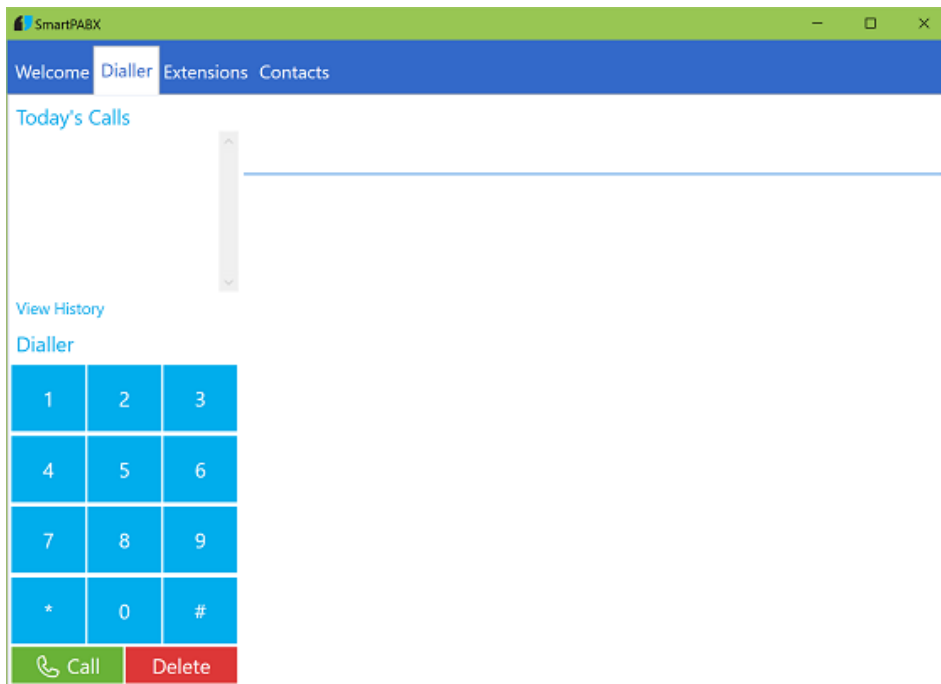 SmartPABX
Welcome Dialler Extensions Contacts
Today's Calls
View History
Dialler
1 2 3
4 5 6
7 8 9
* 0 #
Call Delete